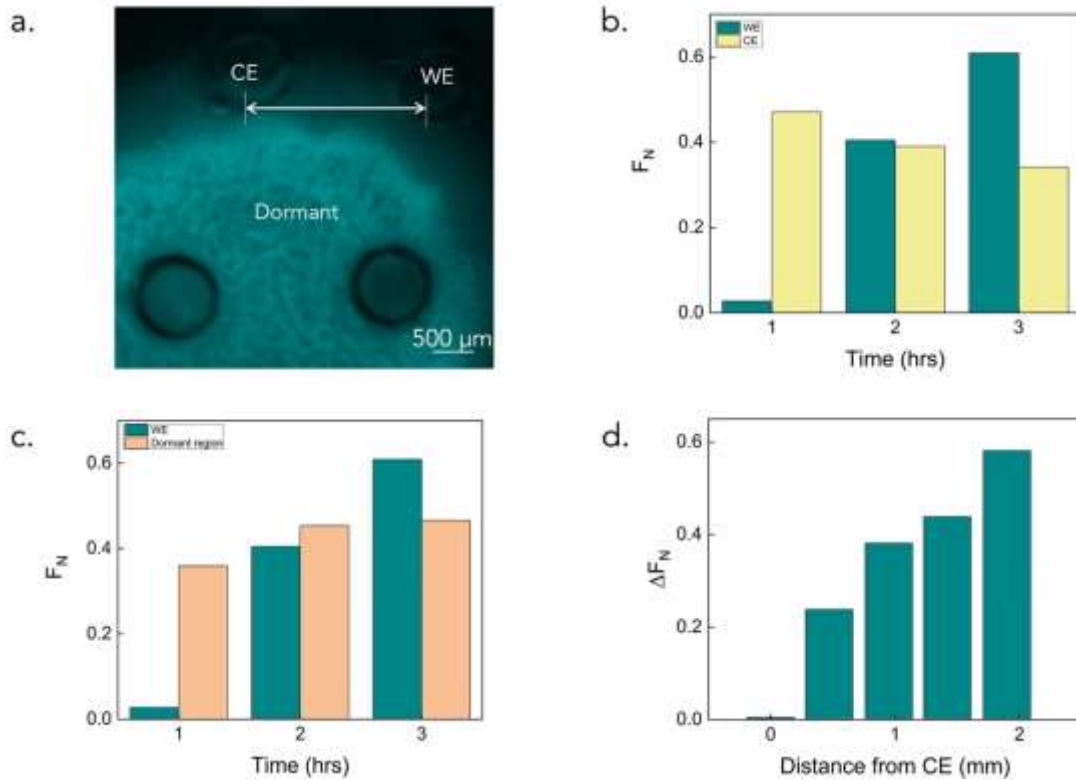 a.
CE
WE
Dormant
500 µm
b.
WE
CE
0.6
0.4
0.2
0.0
F_N
1 2 3
Time (hrs)
c.
WE
Dormant region
0.6
0.4
0.2
0.0
F_N
1 2 3
Time (hrs)
d.
0.6
0.4
0.2
0.0
ΔF_N
0 1 2
Distance from CE (mm)